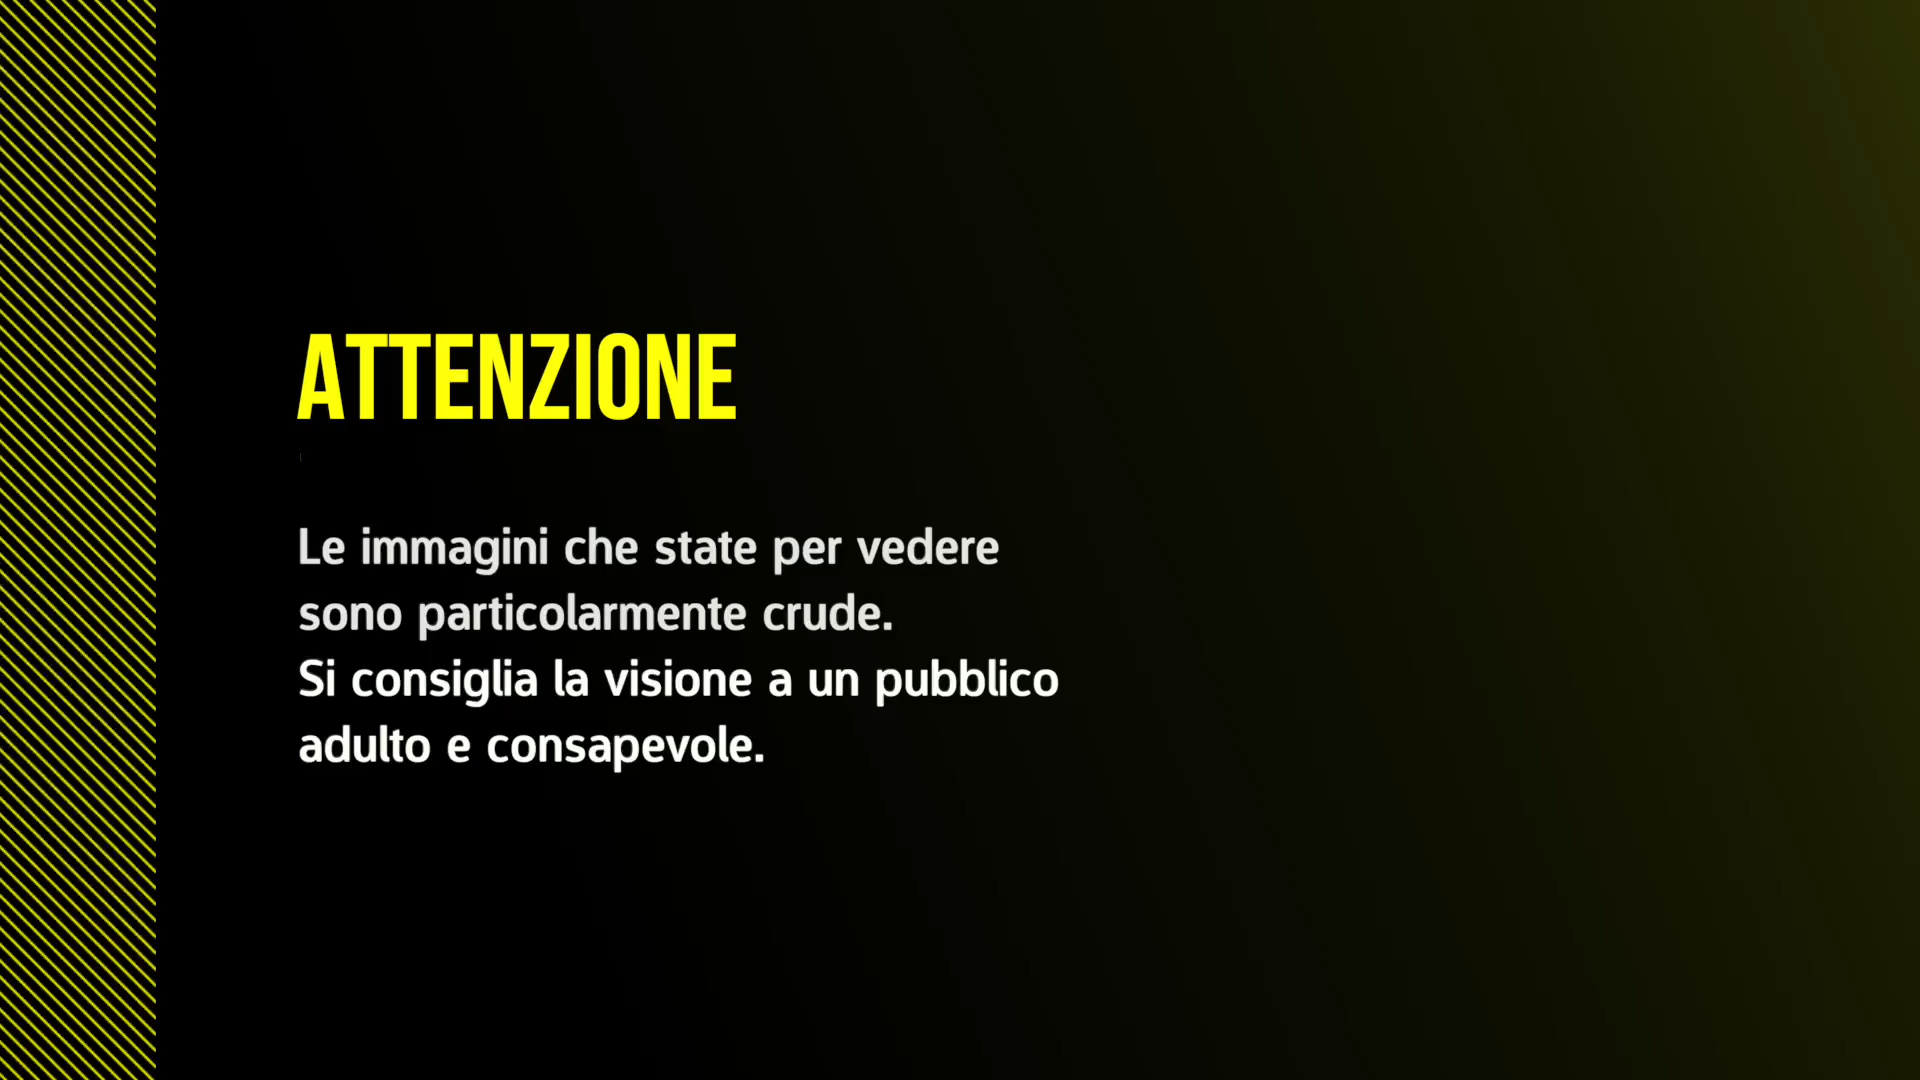 ATTENZIONE
Le immagini che state per vedere
sono particolarmente crude.
Si consiglia la visione a un pubblico
adulto e consapevole.